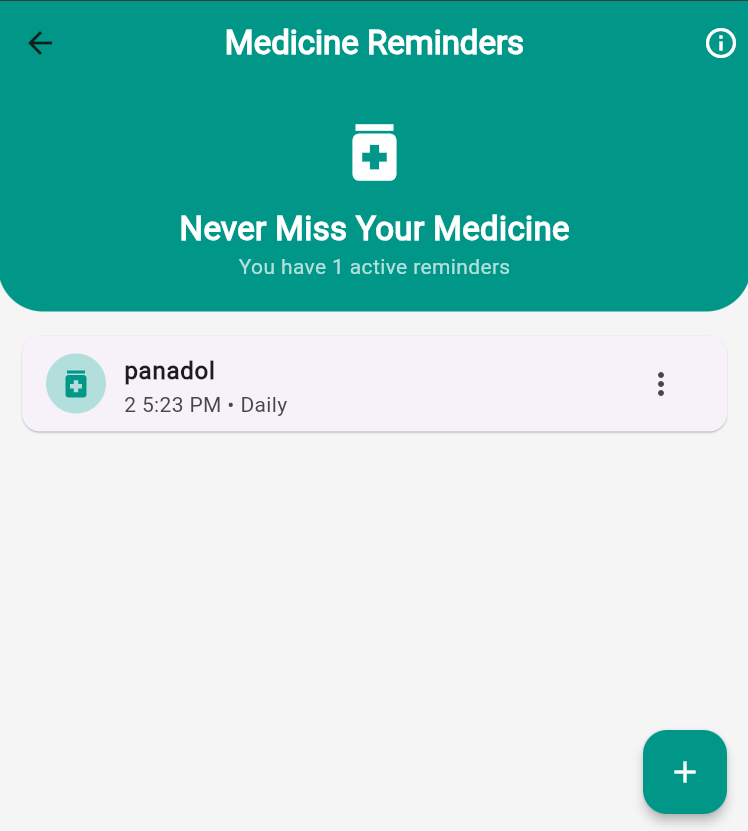 Medicine Reminders
Never Miss Your Medicine
You have 1 active reminders
panadol
2 5:23 PM • Daily